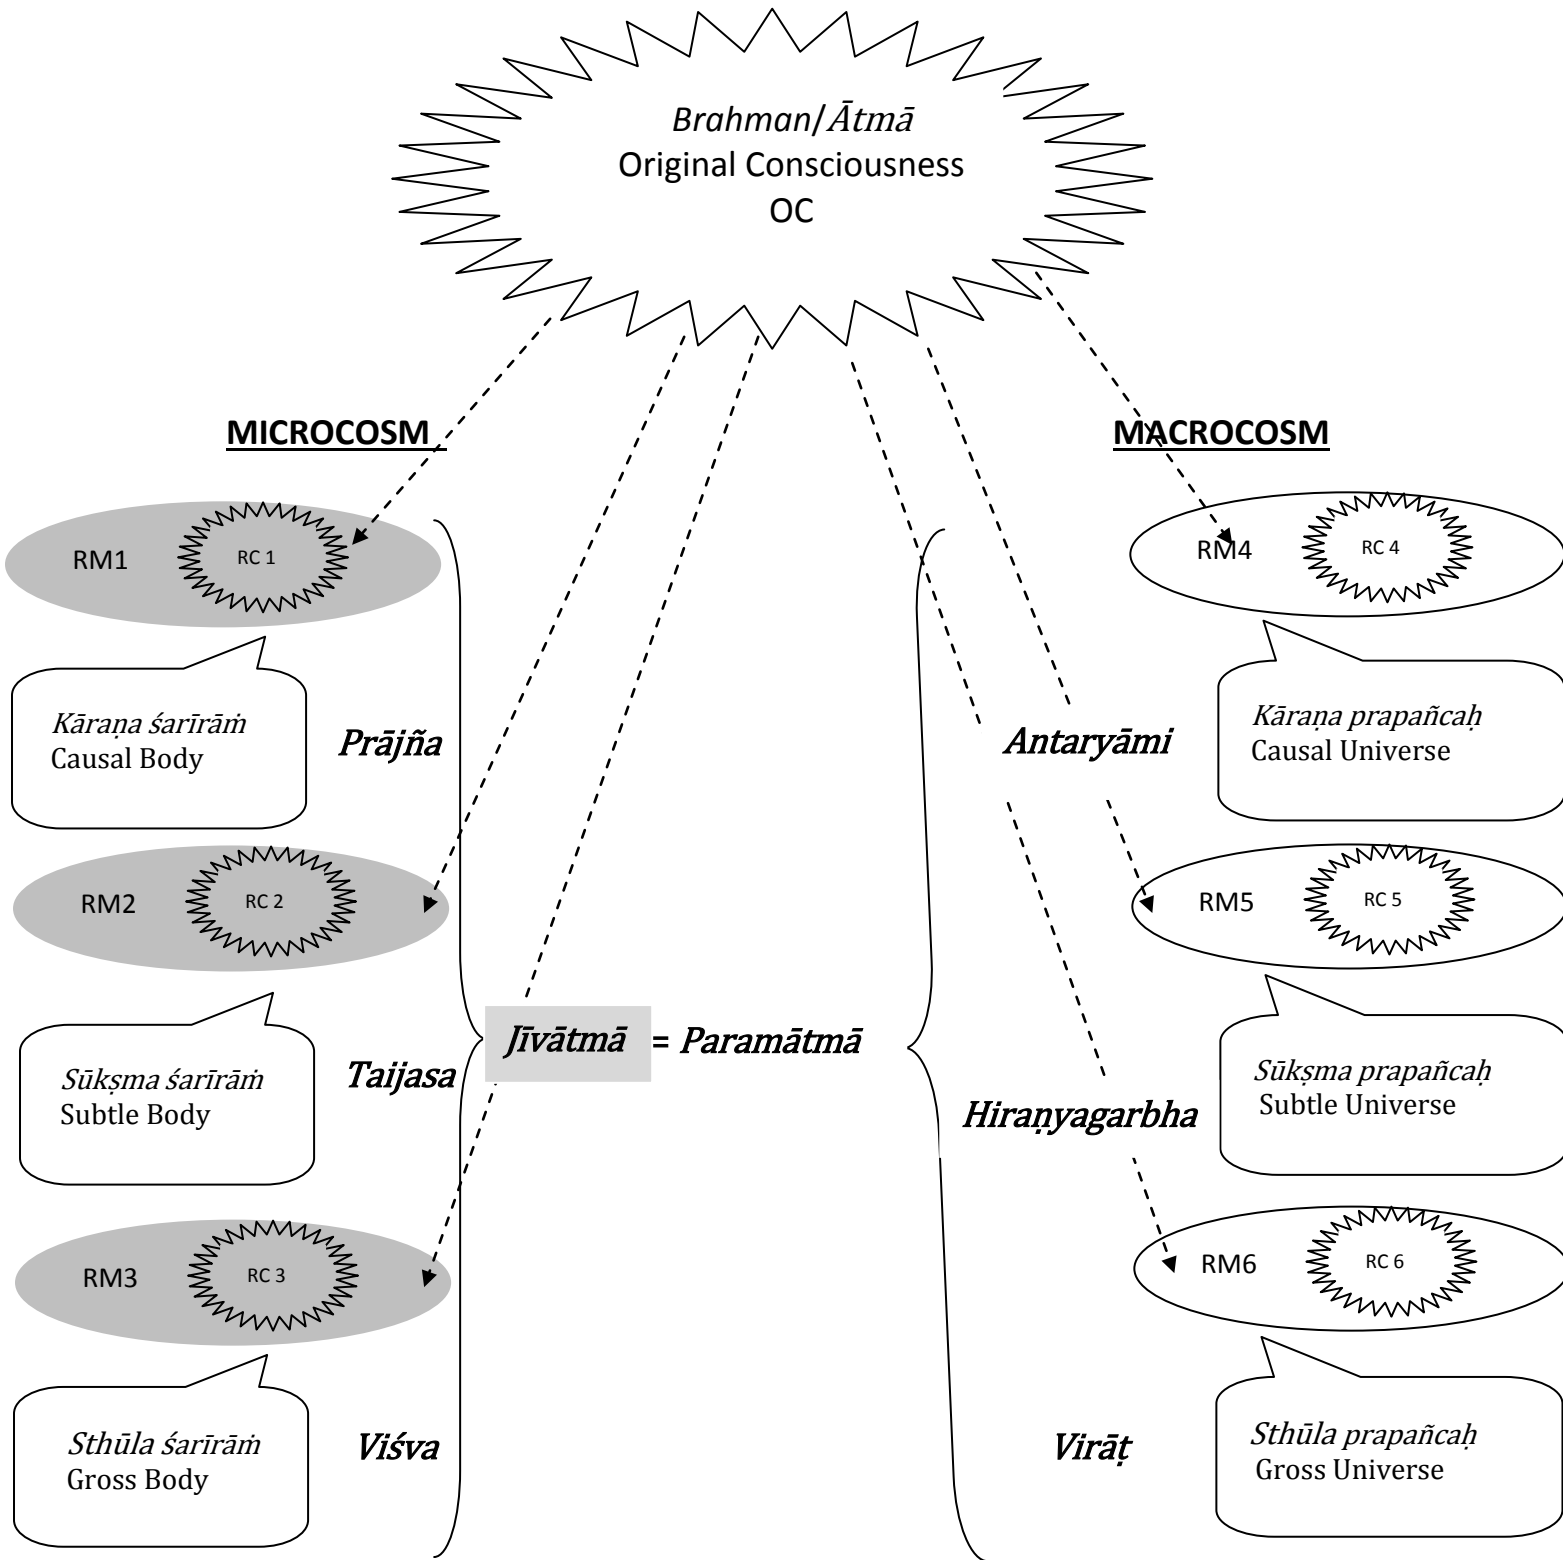 Brahman/Ātmā
Original Consciousness
OC
MICROCOSM
MACROCOSM
RM1
RC 1
RM4
RC 4
Kāraṇa śarīrāṁ
Causal Body
Prājña
Antaryāmi
Kāraṇa prapañcaḥ
Causal Universe
RM2
RC 2
RM5
RC 5
Jīvātmā = Paramātmā
Sūkṣma śarīrāṁ
Subtle Body
Taijasa
Hiraṇyagarbha
Sūkṣma prapañcaḥ
Subtle Universe
RM3
RC 3
RM6
RC 6
Sthūla śarīrāṁ
Gross Body
Viśva
Virāṭ
Sthūla prapañcaḥ
Gross Universe